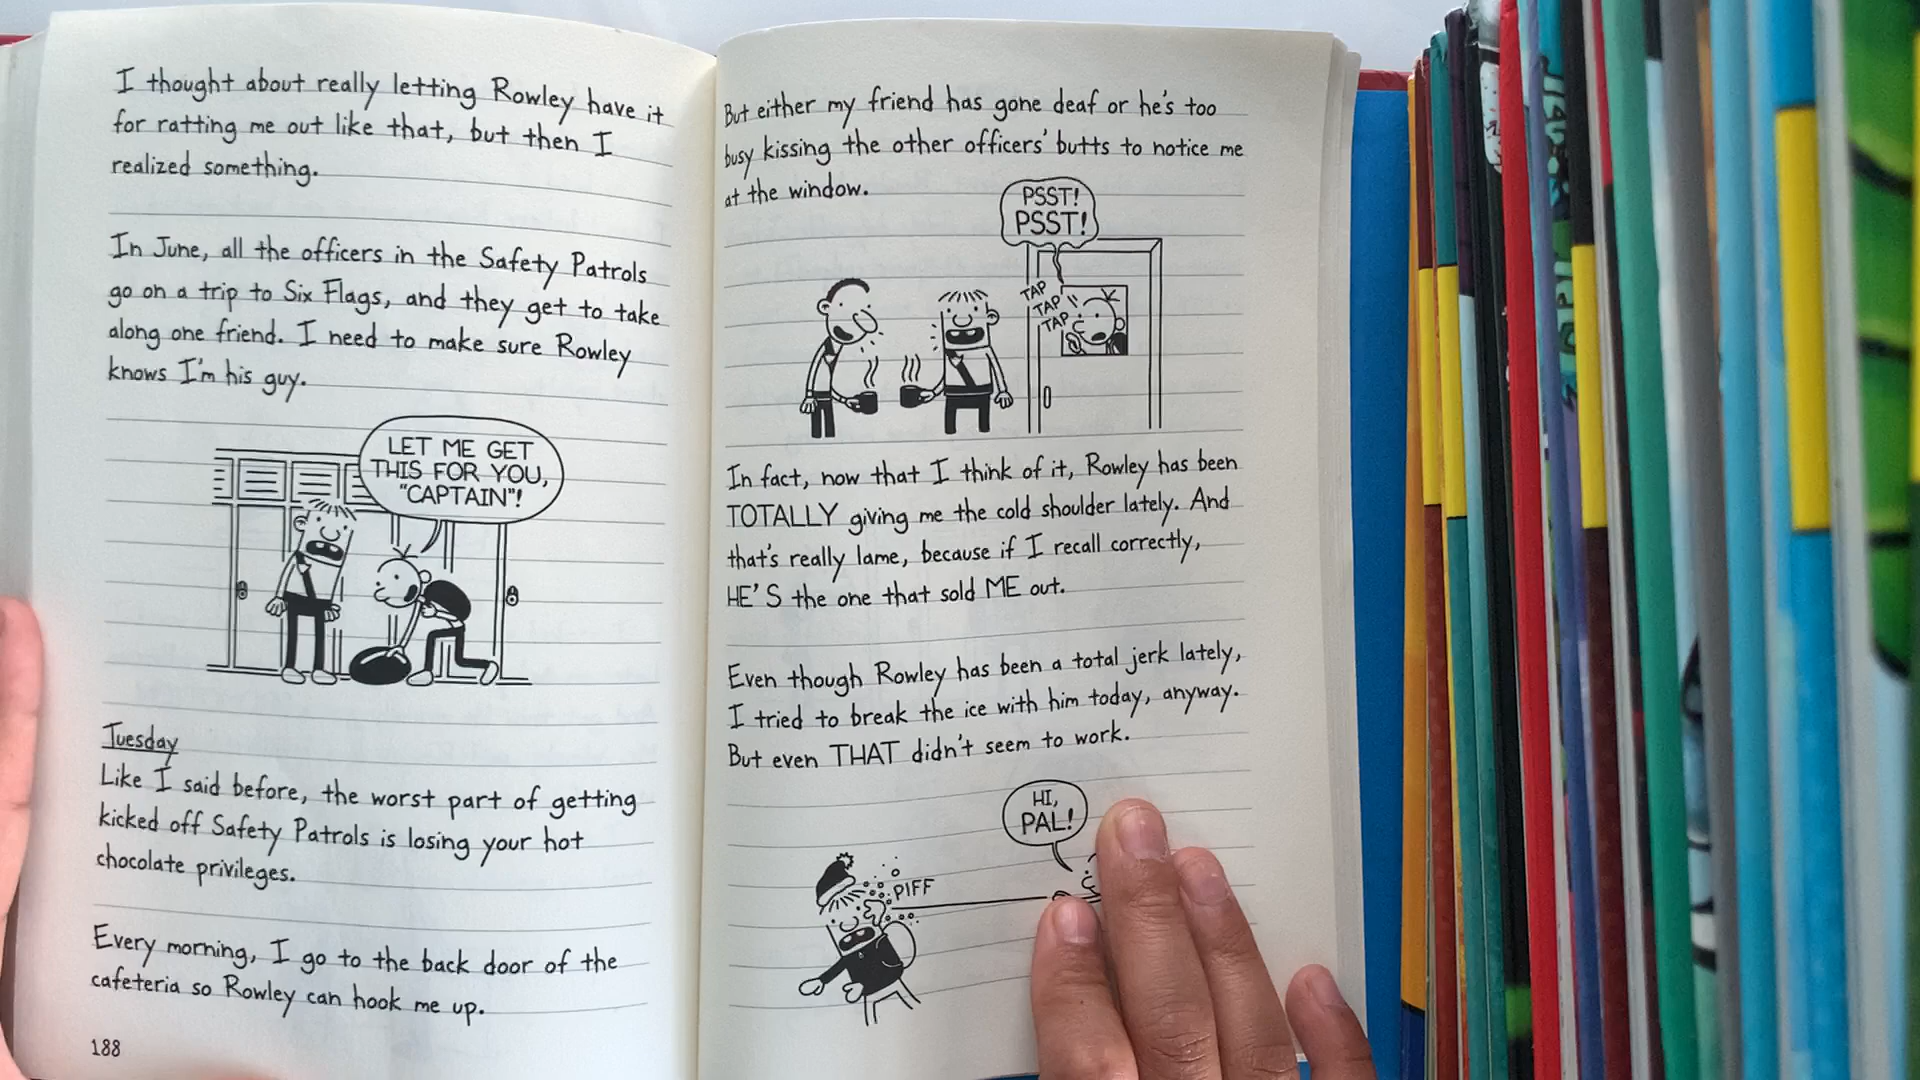 I thought about really letting Rowley have it
for ratting me out like that, but then I
realized something.
In June, all the officers in the Safety Patrols
go on a trip to Six Flags, and they get to take
along one friend. I need to make sure Rowley
knows I'm his guy.
LET ME GET
THIS FOR YOU,
"CAPTAIN"!
Tuesday
Like I said before, the worst part of getting
kicked off Safety Patrols is losing your hot
chocolate privileges.
Every morning, I go to the back door of the
cafeteria so Rowley can hook me up.
188
But either my friend has gone deaf or he's too
busy kissing the other officers' butts to notice me
at the window.
PSST!
PSST!
TAP
TAP
TAP
In fact, now that I think of it, Rowley has been
TOTALLY giving me the cold shoulder lately. And
that's really lame, because if I recall correctly,
HE'S the one that sold ME out.
Even though Rowley has been a total jerk lately,
I tried to break the ice with him today, anyway.
But even THAT didn't seem to work.
HI,
PAL!
PIFF